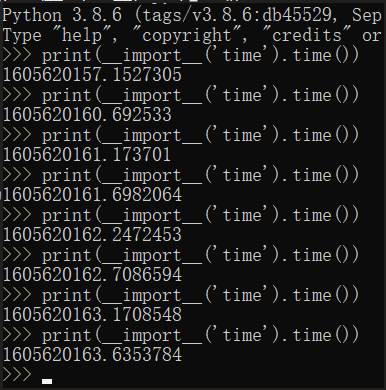 Python 3.8.6 (tags/v3.8.6:db45529, Sep
Type "help", "copyright", "credits" or
>>> print(__import__('time').time())
1605620157.1527305
>>> print(__import__('time').time())
1605620160.692533
>>> print(__import__('time').time())
1605620161.173701
>>> print(__import__('time').time())
1605620161.6982064
>>> print(__import__('time').time())
1605620162.2472453
>>> print(__import__('time').time())
1605620162.7086594
>>> print(__import__('time').time())
1605620163.1708548
>>> print(__import__('time').time())
1605620163.6353784
>>>